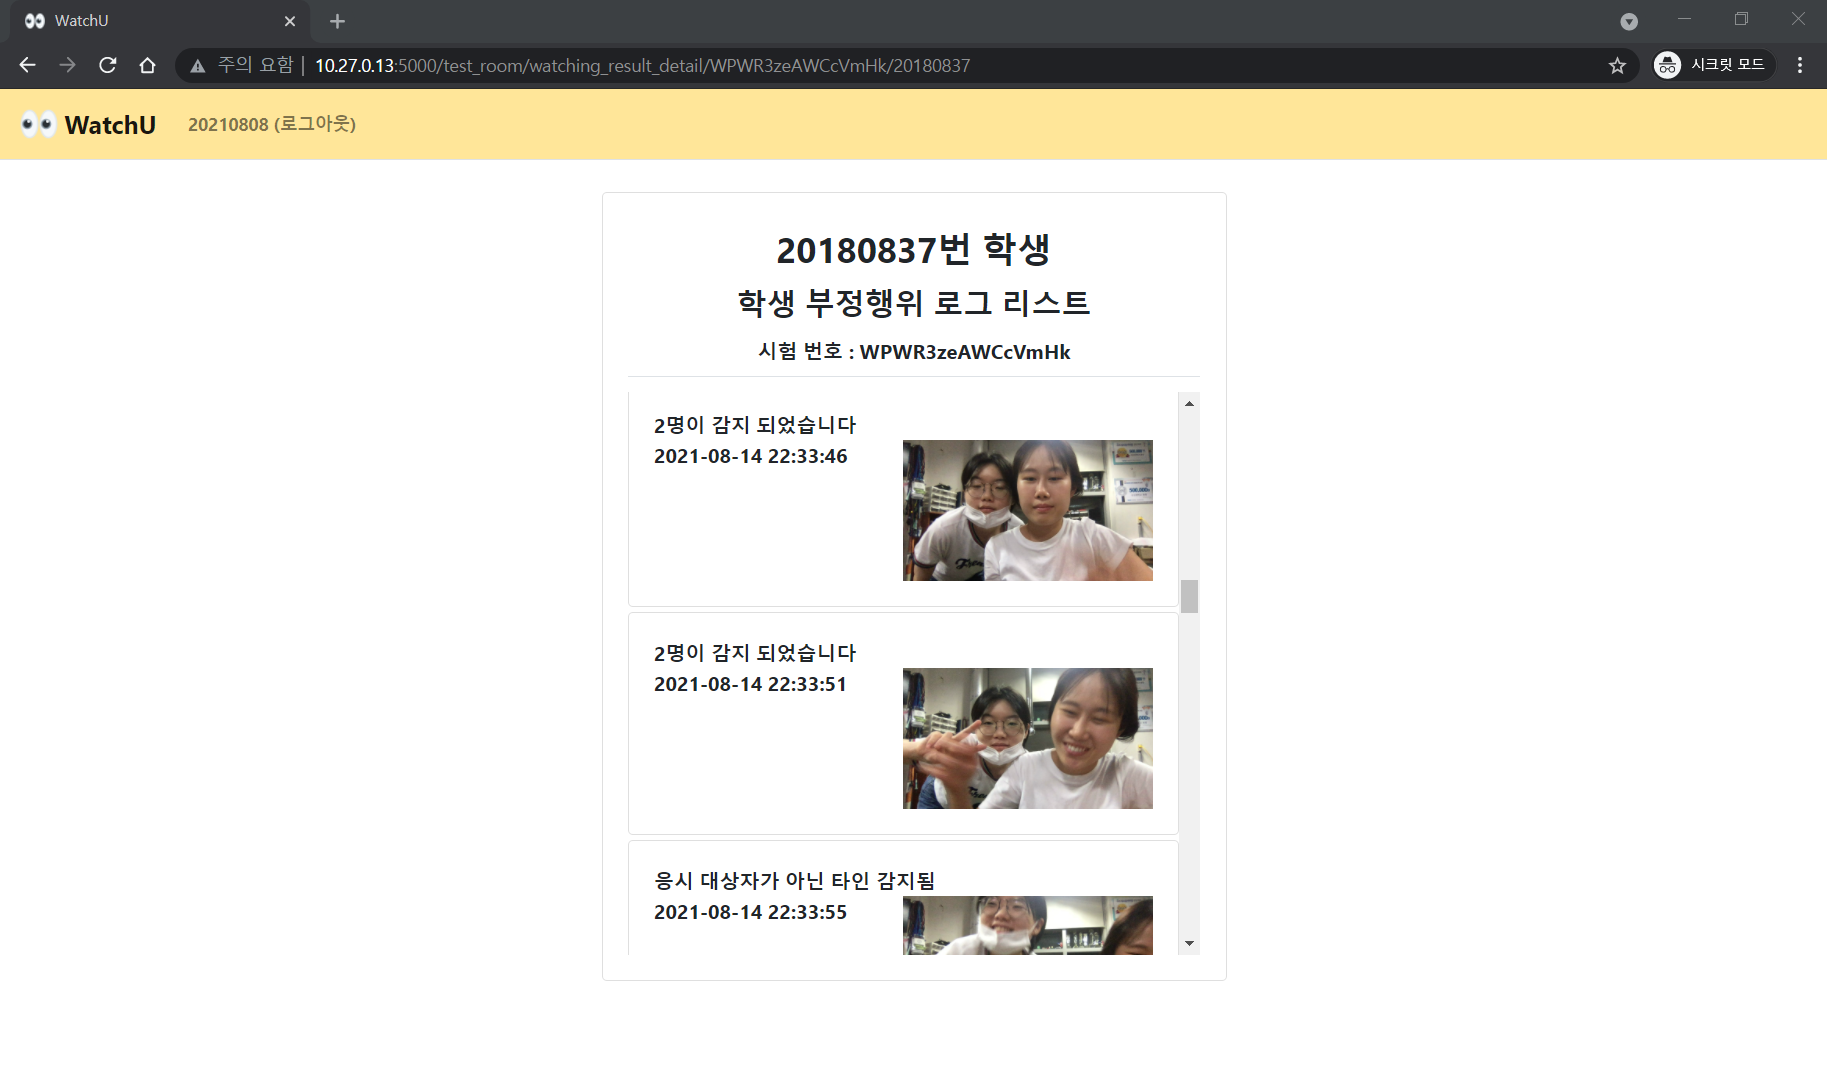 WatchU
주의 요함 | 10.27.0.13:5000/test_room/watching_result_detail/WPWR3zeAWCcVmHk/20180837
시크릿 모드
WatchU 20210808 (로그아웃)
20180837번 학생
학생 부정행위 로그 리스트
시험 번호 : WPWR3zeAWCcVmHk
2명이 감지 되었습니다
2021-08-14 22:33:46
2명이 감지 되었습니다
2021-08-14 22:33:51
응시 대상자가 아닌 타인 감지됨
2021-08-14 22:33:55